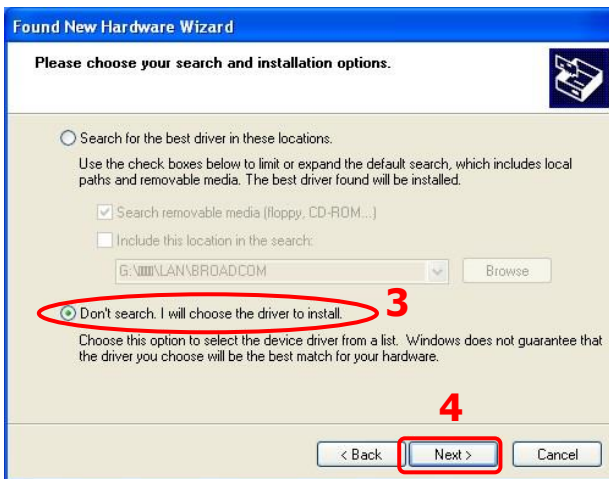 Found New Hardware Wizard
Please choose your search and installation options.
Search for the best driver in these locations.
Use the check boxes below to limit or expand the default search, which includes local
paths and removable media. The best driver found will be installed.
Search removable media (floppy, CD-ROM...)
Include this location in the search:
LAN\BROADCOM
Browse
Don't search. I will choose the driver to install.
3
Choose this option to select the device driver from a list. Windows does not guarantee that
the driver you choose will be the best match for your hardware.
4
< Back
Next >
Cancel